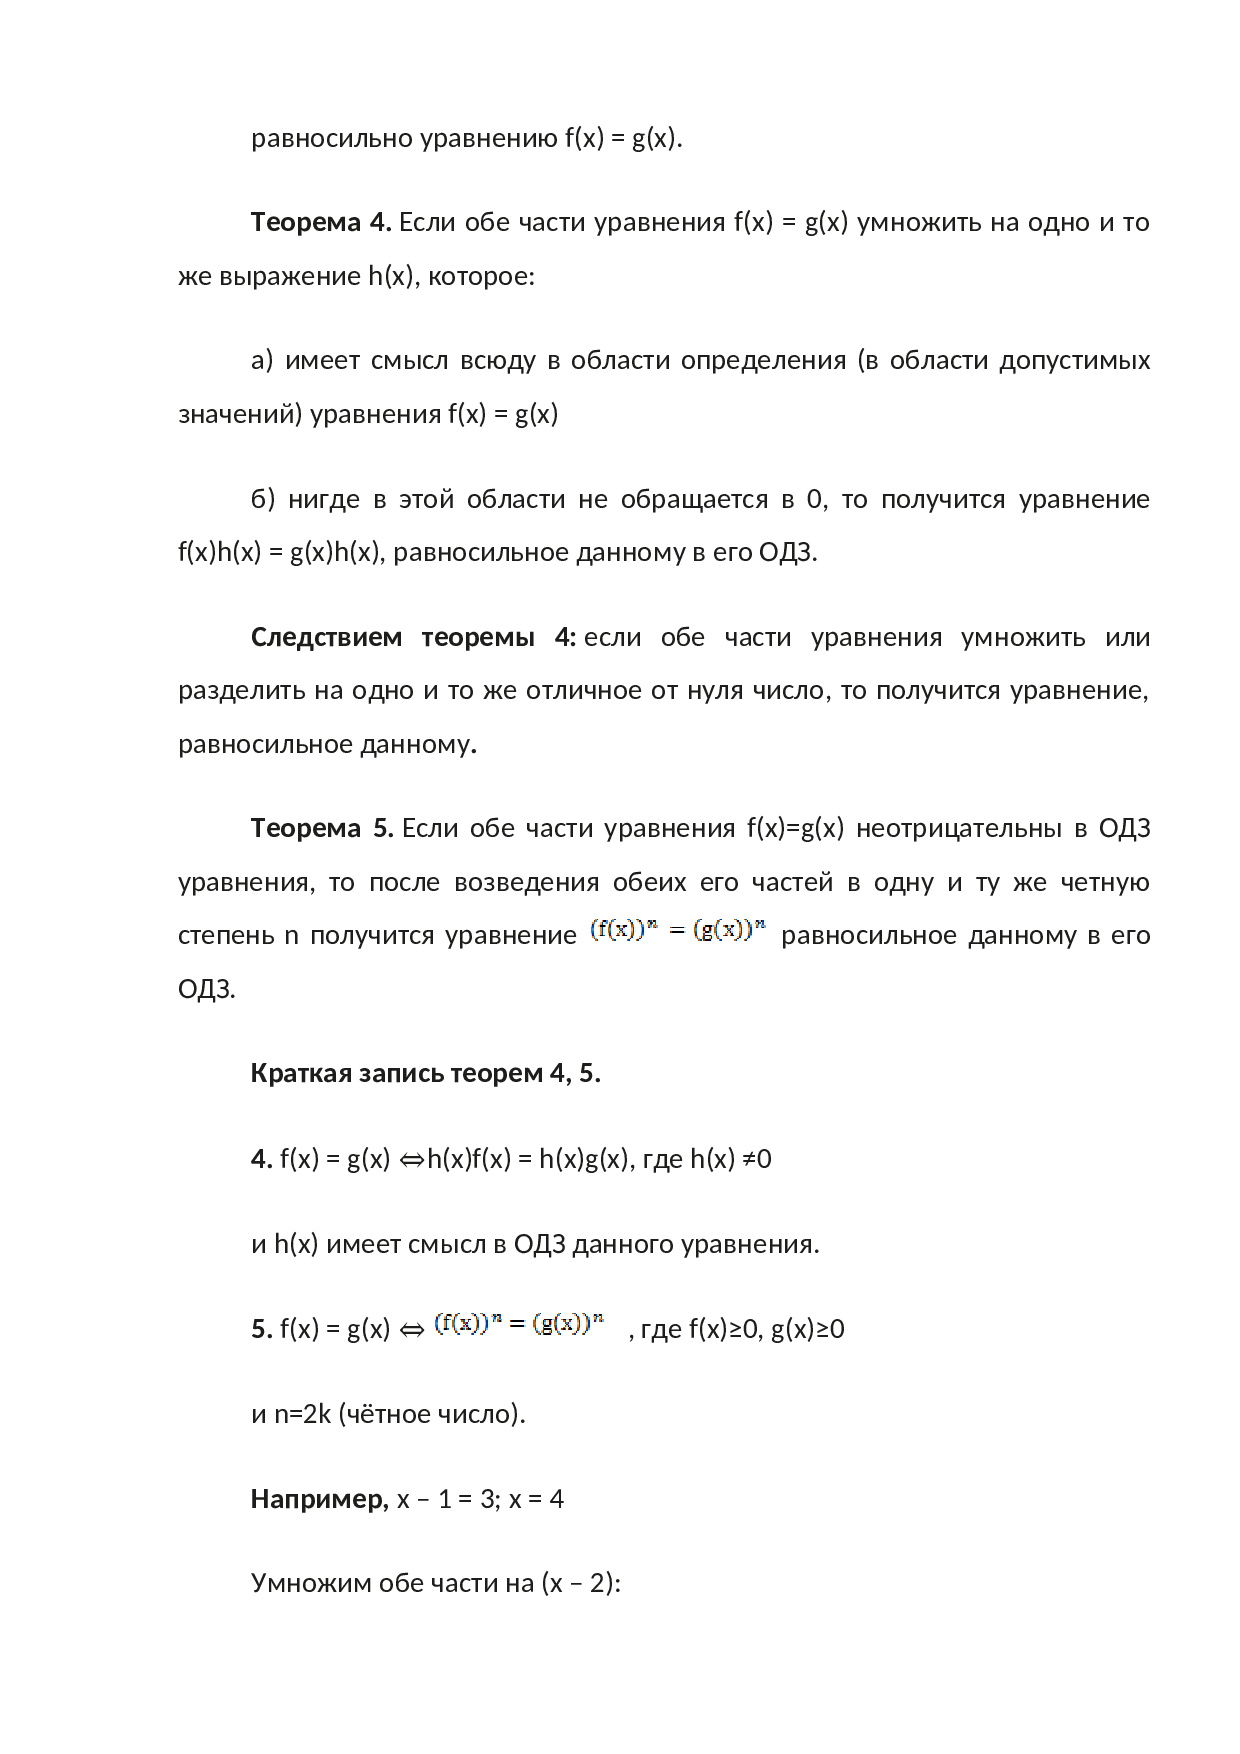 равносильно уравнению f(x) = g(x).
Теорема 4. Если обе части уравнения f(x) = g(x) умножить на одно и то
же выражение h(x), которое:
а) имеет смысл всюду в области определения (в области допустимых
значений) уравнения f(x) = g(x)
б) нигде в этой области не обращается в 0, то получится уравнение
f(x)h(x) = g(x)h(x), равносильное данному в его ОДЗ.
Следствием теоремы 4: если обе части уравнения умножить или
разделить на одно и то же отличное от нуля число, то получится уравнение,
равносильное данному.
Теорема 5. Если обе части уравнения f(x)=g(x) неотрицательны в ОДЗ
уравнения, то после возведения обеих его частей в одну и ту же четную
степень n получится уравнение (f(x))ⁿ = (g(x))ⁿ равносильное данному в его
ОДЗ.
Краткая запись теорем 4, 5.
4. f(x) = g(x) ⇔h(x)f(x) = h(x)g(x), где h(x) ≠0
и h(x) имеет смысл в ОДЗ данного уравнения.
5. f(x) = g(x) ⇔ (f(x))ⁿ = (g(x))ⁿ , где f(x)≥0, g(x)≥0
и n=2k (чётное число).
Например, x – 1 = 3; x = 4
Умножим обе части на (x – 2):